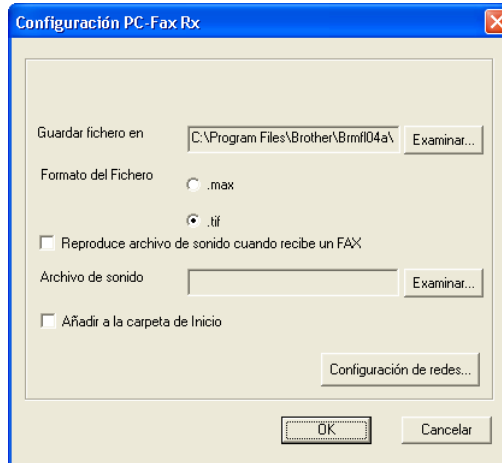 Configuración PC-Fax Rx
Guardar fichero en C:\Program Files\Brother\Brmfl04a\ Examinar...
Formato del Fichero
.max
.tif
Reproduce archivo de sonido cuando recibe un FAX
Archivo de sonido Examinar...
Añadir a la carpeta de Inicio
Configuración de redes...
OK Cancelar